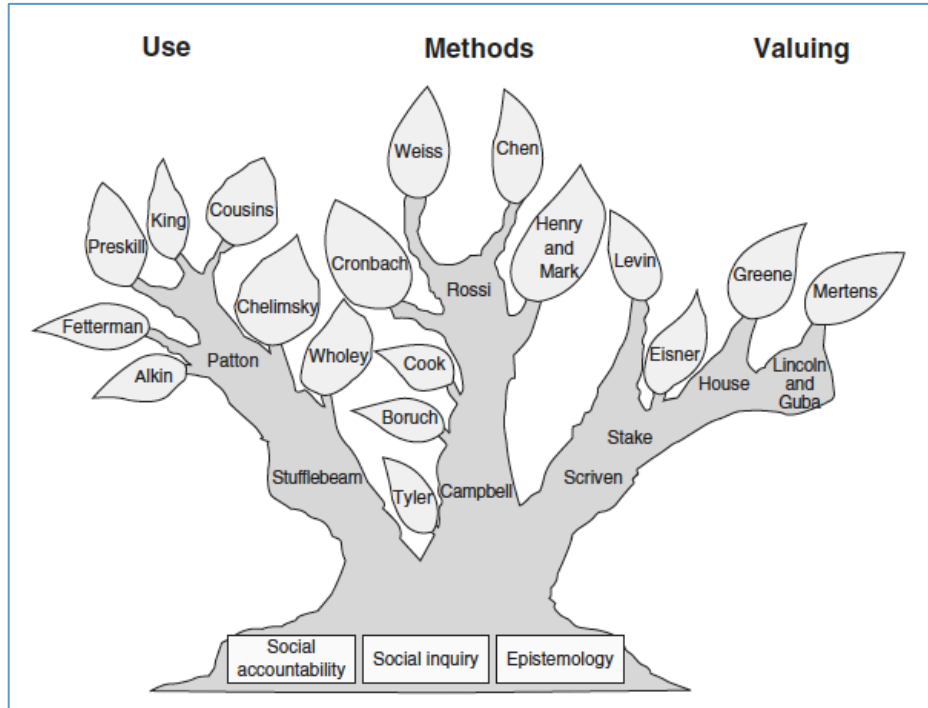 Use
Methods
Valuing
Weiss
Chen
King
Cousins
Preskill
Henry
and
Mark
Cronbach
Levin
Greene
Rossi
Mertens
Chelimsky
Fetterman
Wholey
Patton
Cook
Eisner
Alkin
House
Lincoln
and
Guba
Boruch
Stake
Stufflebeam
Scriven
Tyler
Campbell
Social
accountability
Social inquiry
Epistemology